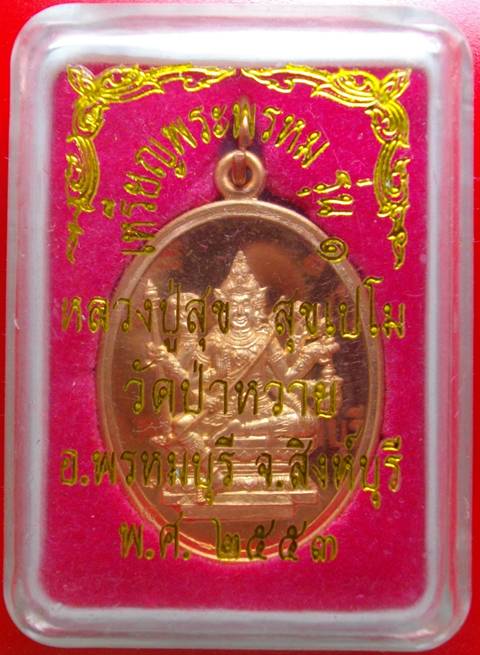 เหรียญพระพรหม รุ่น ๑
หลวงปู่สุข สุขเปโม
วัดป่าหวาย
อ.พรหมบุรี จ.สิงห์บุรี
พ.ศ. ๒๕๕๓